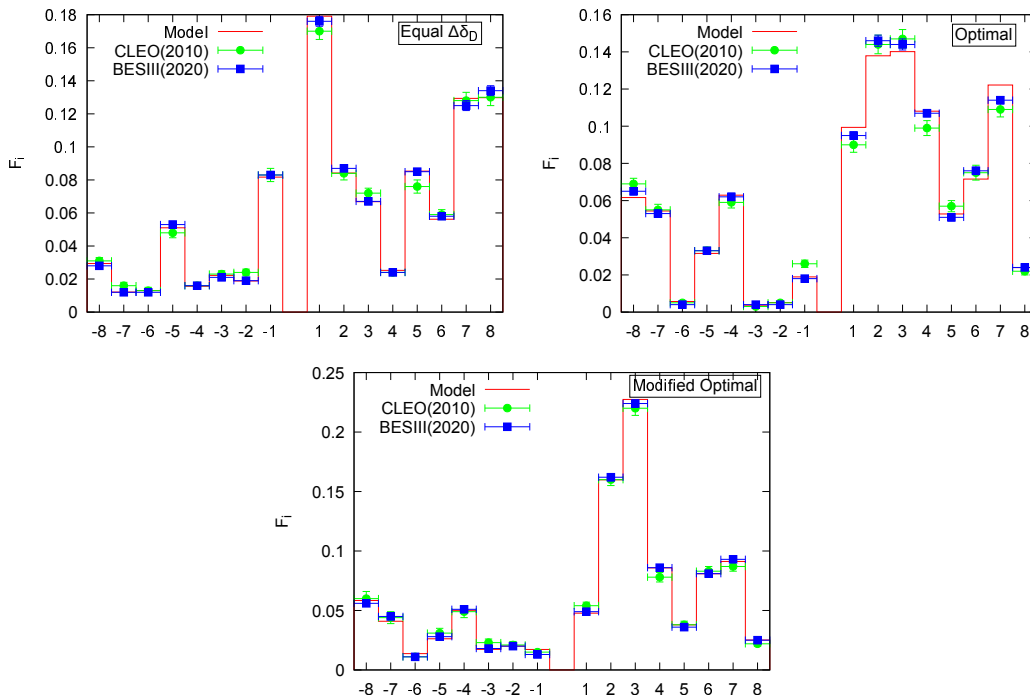 0.18
0.16
0.14
0.12
0.10
0.08
0.06
0.04
0.02
0
F_i
Model
CLEO(2010)
BESIII(2020)
Equal Δδ_D
-8 -7 -6 -5 -4 -3 -2 -1 1 2 3 4 5 6 7 8
0.16
0.14
0.12
0.1
0.08
0.06
0.04
0.02
0
F_i
Model
CLEO(2010)
BESIII(2020)
Optimal
-8 -7 -6 -5 -4 -3 -2 -1 1 2 3 4 5 6 7 8
0.25
0.2
0.15
0.1
0.05
0
F_i
Model
CLEO(2010)
BESIII(2020)
Modified Optimal
-8 -7 -6 -5 -4 -3 -2 -1 1 2 3 4 5 6 7 8